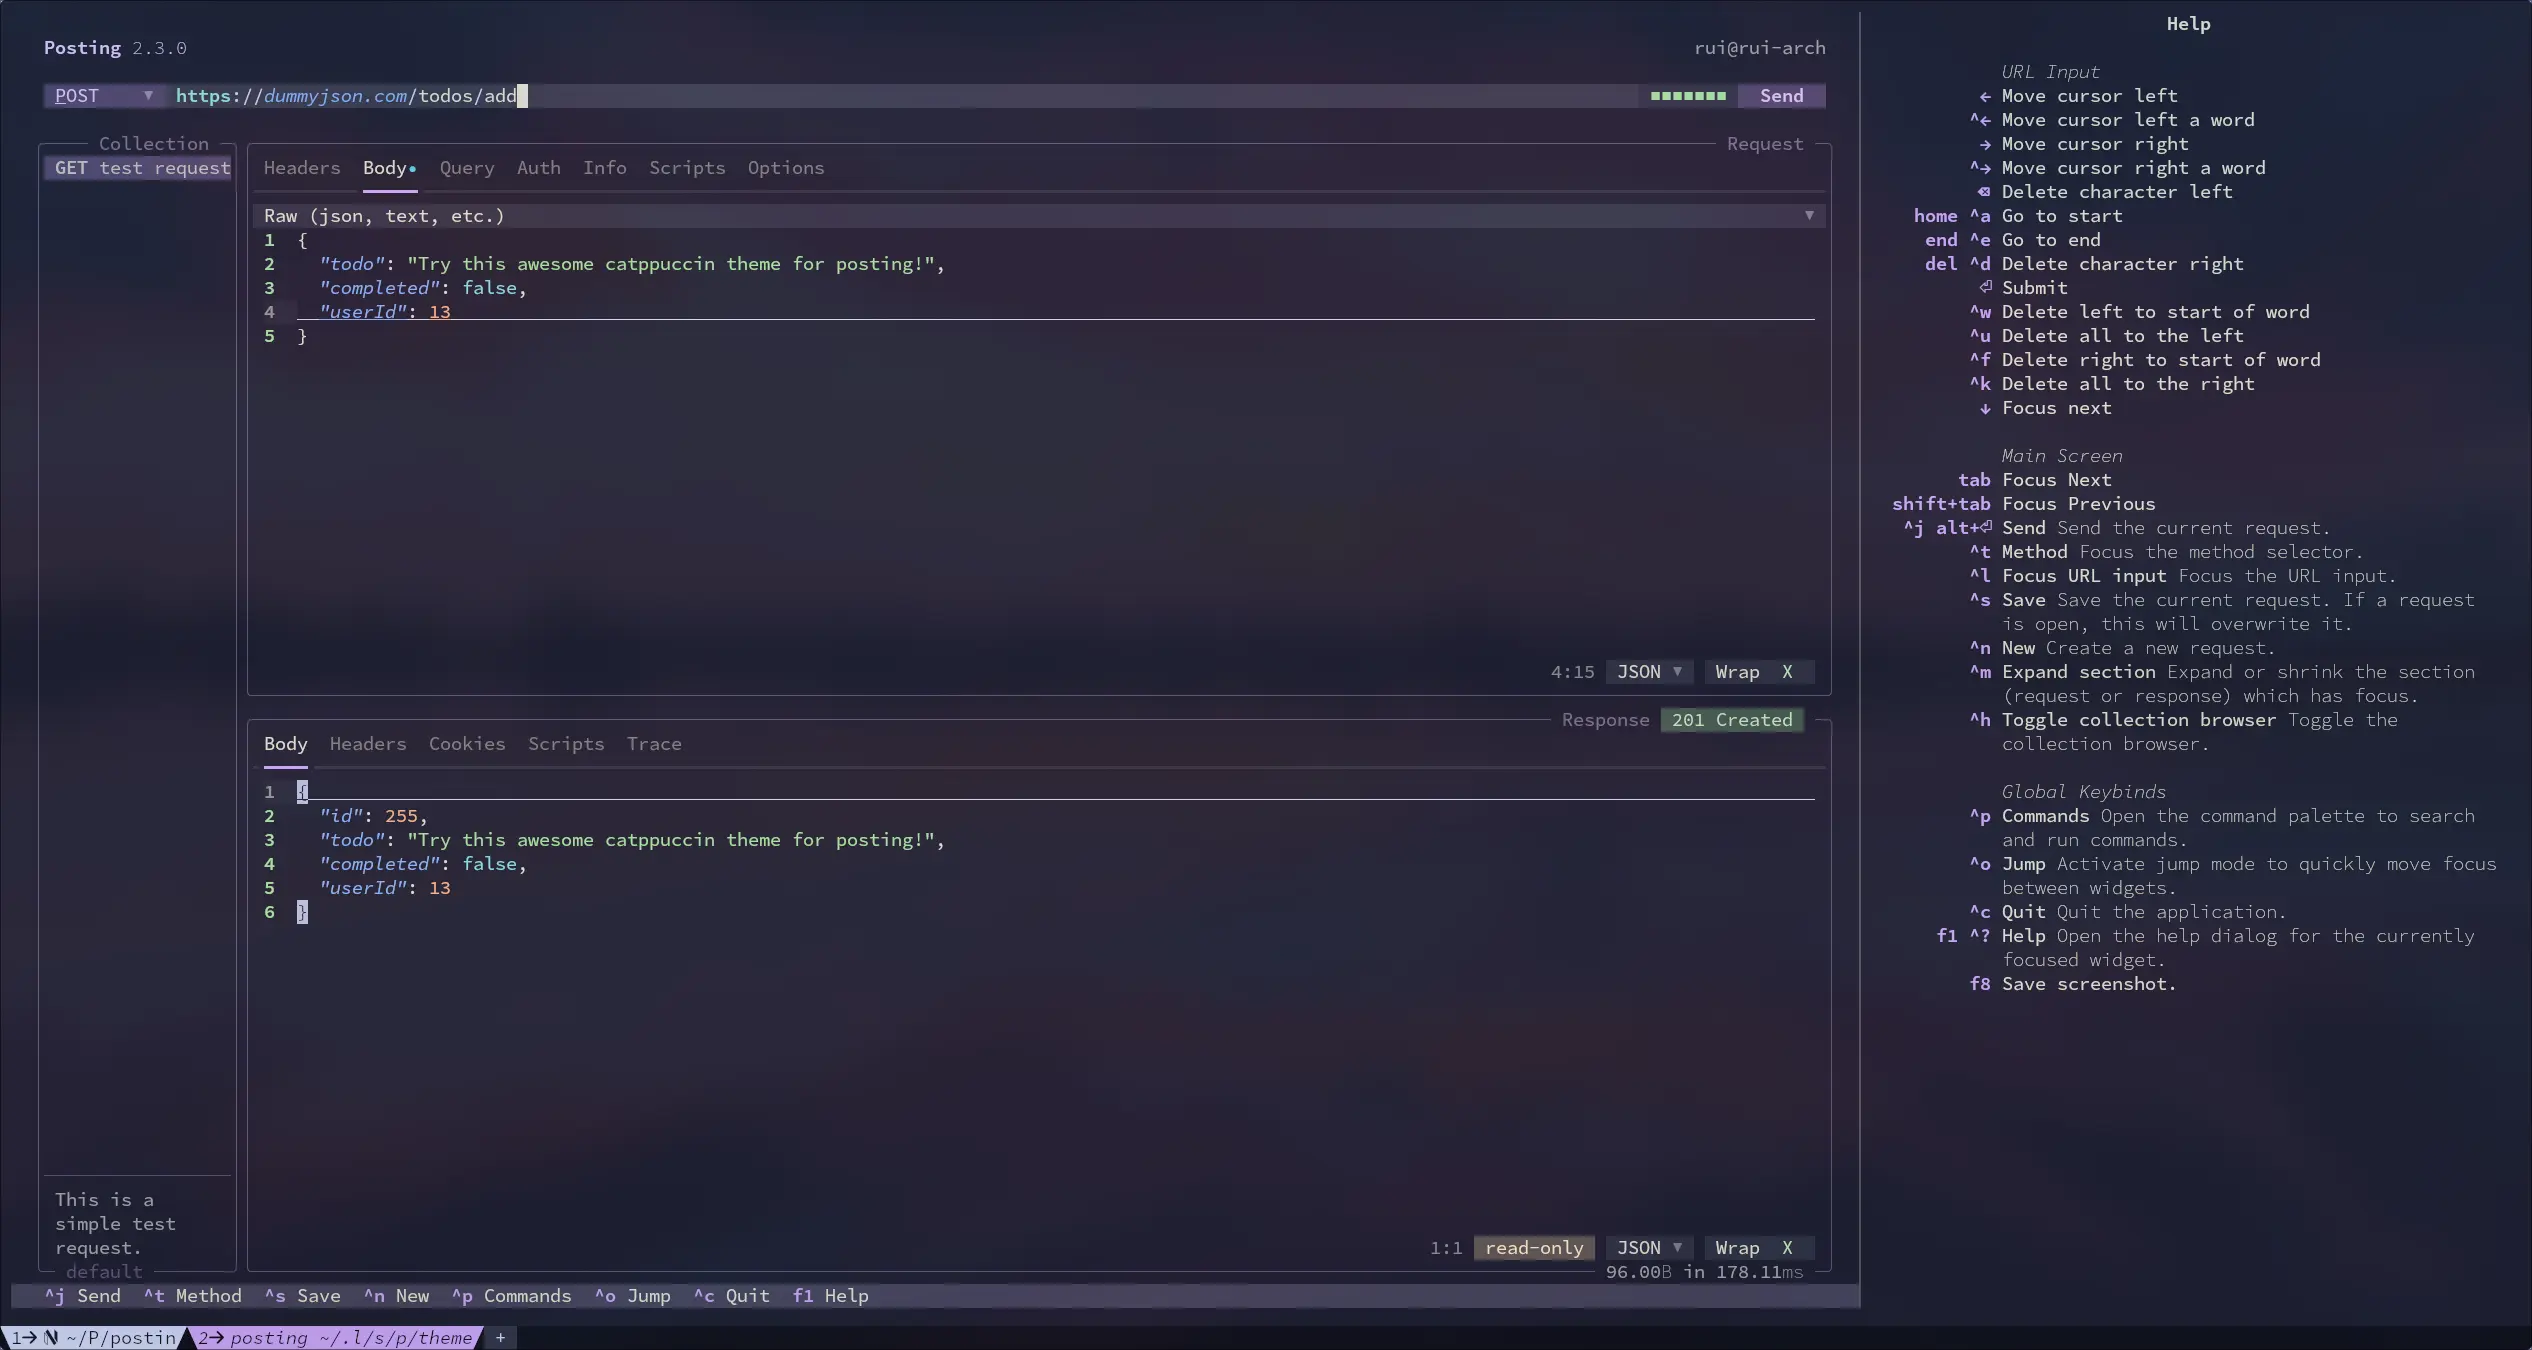 Posting 2.3.0
rui@rui-arch
POST ▼ https://dummyjson.com/todos/add ■■■■■■■ Send
Collection
GET test request
This is a
simple test
request.
default
Request
Headers Body• Query Auth Info Scripts Options
Raw (json, text, etc.) ▼
1 {
2   "todo": "Try this awesome catppuccin theme for posting!",
3   "completed": false,
4   "userId": 13
5 }
4:15 JSON ▼ Wrap X
Response 201 Created
Body Headers Cookies Scripts Trace
1 {
2   "id": 255,
3   "todo": "Try this awesome catppuccin theme for posting!",
4   "completed": false,
5   "userId": 13
6 }
1:1 read-only JSON ▼ Wrap X
96.00B in 178.11ms
^j Send ^t Method ^s Save ^n New ^p Commands ^o Jump ^c Quit f1 Help
Help
URL Input
← Move cursor left
^← Move cursor left a word
→ Move cursor right
^→ Move cursor right a word
⌫ Delete character left
home ^a Go to start
end ^e Go to end
del ^d Delete character right
⏎ Submit
^w Delete left to start of word
^u Delete all to the left
^f Delete right to start of word
^k Delete all to the right
↓ Focus next
Main Screen
tab Focus Next
shift+tab Focus Previous
^j alt+⏎ Send Send the current request.
^t Method Focus the method selector.
^l Focus URL input Focus the URL input.
^s Save Save the current request. If a request
is open, this will overwrite it.
^n New Create a new request.
^m Expand section Expand or shrink the section
(request or response) which has focus.
^h Toggle collection browser Toggle the
collection browser.
Global Keybinds
^p Commands Open the command palette to search
and run commands.
^o Jump Activate jump mode to quickly move focus
between widgets.
^c Quit Quit the application.
f1 ^? Help Open the help dialog for the currently
focused widget.
f8 Save screenshot.
1→ N ~/P/postin 2→ posting ~/.l/s/p/theme +